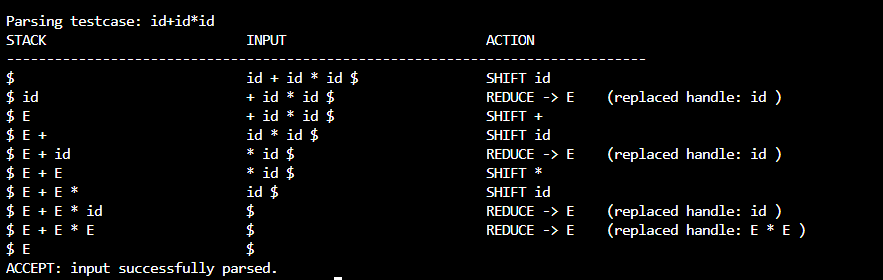 Parsing testcase: id+id*id
STACK                         INPUT                         ACTION
--------------------------------------------------------------------------------
$                             id + id * id $                SHIFT id
$ id                          + id * id $                   REDUCE -> E    (replaced handle: id )
$ E                           + id * id $                   SHIFT +
$ E +                         id * id $                     SHIFT id
$ E + id                      * id $                        REDUCE -> E    (replaced handle: id )
$ E + E                       * id $                        SHIFT *
$ E + E *                     id $                          SHIFT id
$ E + E * id                  $                             REDUCE -> E    (replaced handle: id )
$ E + E * E                   $                             REDUCE -> E    (replaced handle: E * E )
$ E                           $
ACCEPT: input successfully parsed.